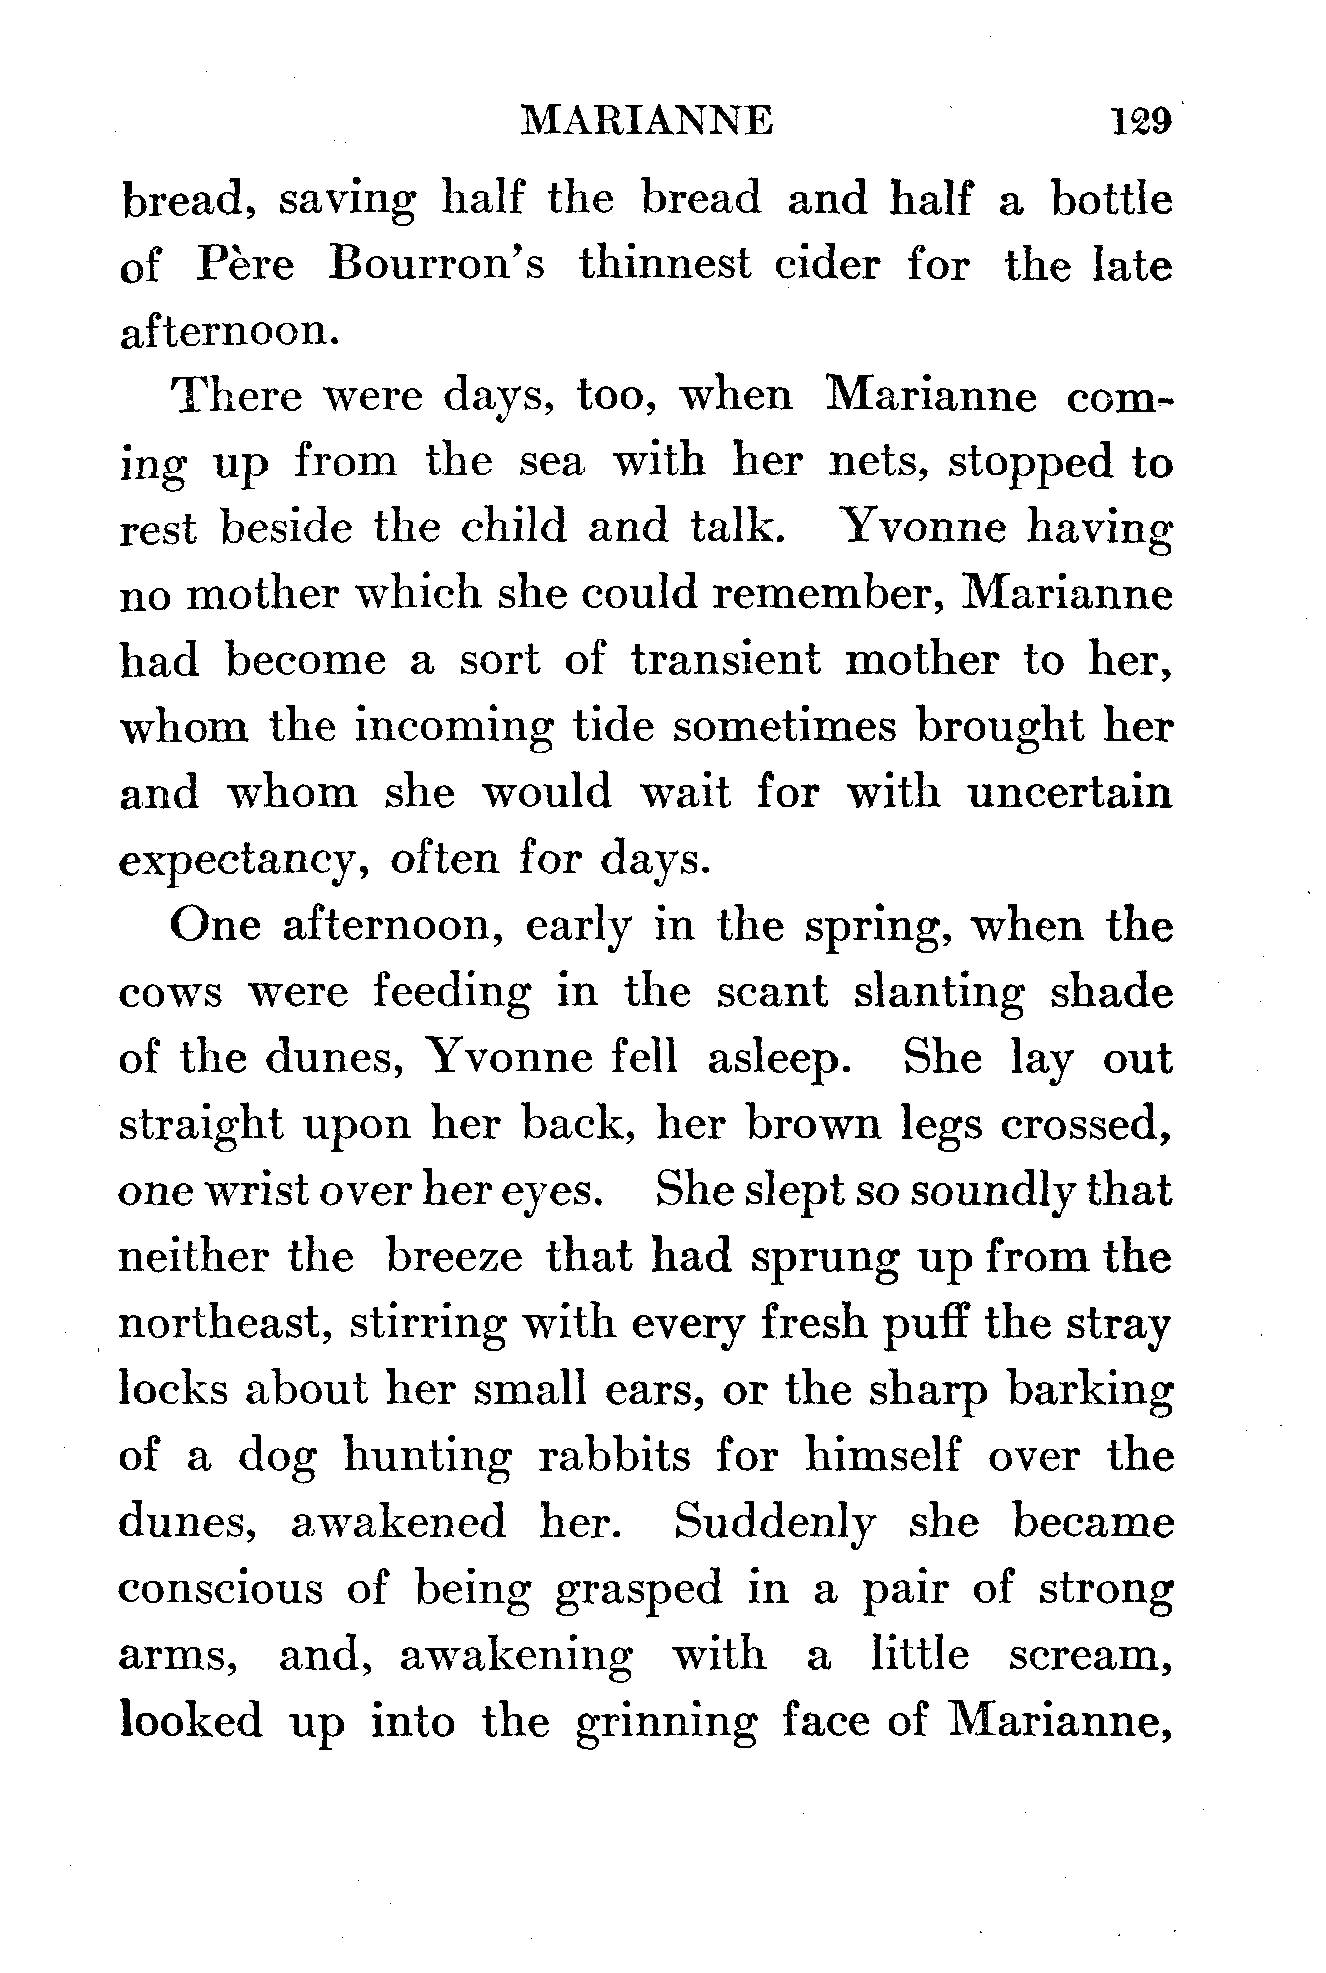 MARIANNE 129
bread, saving half the bread and half a bottle
of Père Bourron's thinnest cider for the late
afternoon.
There were days, too, when Marianne com-
ing up from the sea with her nets, stopped to
rest beside the child and talk. Yvonne having
no mother which she could remember, Marianne
had become a sort of transient mother to her,
whom the incoming tide sometimes brought her
and whom she would wait for with uncertain
expectancy, often for days.
One afternoon, early in the spring, when the
cows were feeding in the scant slanting shade
of the dunes, Yvonne fell asleep. She lay out
straight upon her back, her brown legs crossed,
one wrist over her eyes. She slept so soundly that
neither the breeze that had sprung up from the
northeast, stirring with every fresh puff the stray
locks about her small ears, or the sharp barking
of a dog hunting rabbits for himself over the
dunes, awakened her. Suddenly she became
conscious of being grasped in a pair of strong
arms, and, awakening with a little scream,
looked up into the grinning face of Marianne,